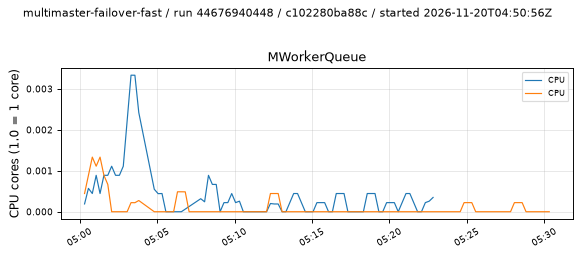 multimaster-failover-fast / run 44676940448 / c102280ba88c / started 2026-11-20T04:50:56Z
MWorkerQueue
CPU cores (1.0 = 1 core)
0.003
0.002
0.001
0.000
CPU
CPU
05:00
05:05
05:10
05:15
05:20
05:25
05:30